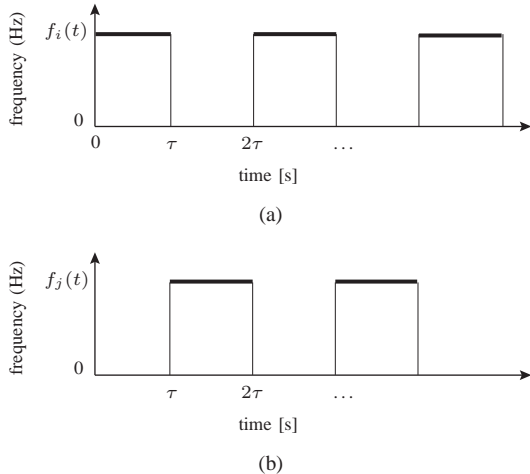 frequency (Hz)
f_i(t)
0
0 τ 2τ ...
time [s]
(a)
frequency (Hz)
f_j(t)
0
τ 2τ ...
time [s]
(b)